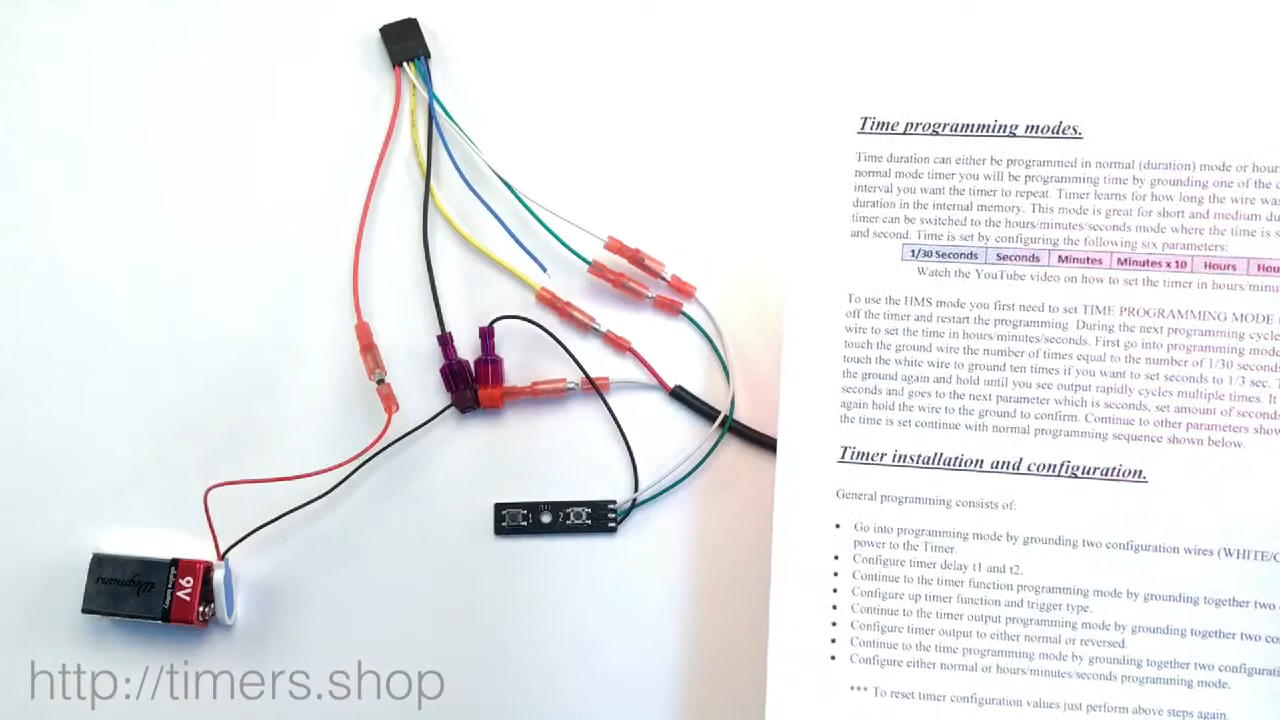 Time programming modes.
Time duration can either be programmed in normal (duration) mode or hours
normal mode timer you will be programming time by grounding one of the
interval you want the timer to repeat. Timer learns for how long the wire was
duration in the internal memory. This mode is great for short and medium
timer can be switched to the hours/minutes/seconds mode where the time is
and second. Time is set by configuring the following six parameters:
1/30 Seconds Seconds Minutes Minutes x 10 Hours
Watch the YouTube video on how to set the timer in
To use the HMS mode you first need to set TIME PROGRAMMING MODE
off the timer and restart the programming. During the next programming
wire to set the time in hours/minutes/seconds. First go into programming
touch the ground wire the number of times equal to the number of 1/30
touch the white wire to ground ten times if you want to set seconds to 1/3 sec.
the ground again and hold until you see output rapidly cycles multiple times. It
seconds and goes to the next parameter which is seconds, set amount of
again hold the wire to the ground to confirm. Continue to other parameters
the time is set continue with normal programming sequence shown below.
Timer installation and configuration.
General programming consists of:
• Go into programming mode by grounding two configuration wires (WHITE/
power to the Timer.
• Configure timer delay t1 and t2.
• Continue to the timer function programming mode by grounding together two
• Configure up timer function and trigger type.
• Continue to the timer output programming mode by grounding together two
• Configure timer output to either normal or reversed.
• Continue to the time programming mode by grounding together two
• Configure either normal or hours/minutes/seconds programming mode.
*** To reset timer configuration values just perform above steps again.
1 2
Wegmans
9V
http://timers.shop